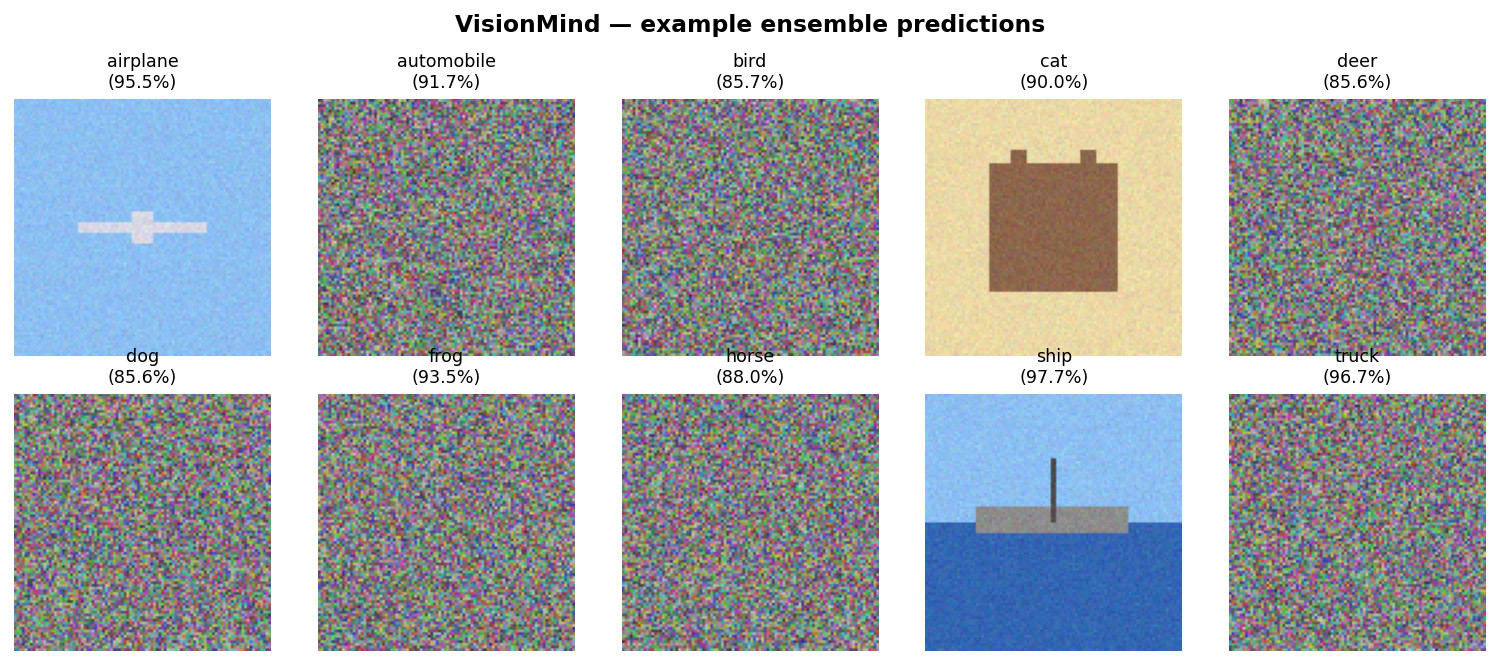 VisionMind — example ensemble predictions
airplane
(95.5%)
automobile
(91.7%)
bird
(85.7%)
cat
(90.0%)
deer
(85.6%)
dog
(85.6%)
frog
(93.5%)
horse
(88.0%)
ship
(97.7%)
truck
(96.7%)